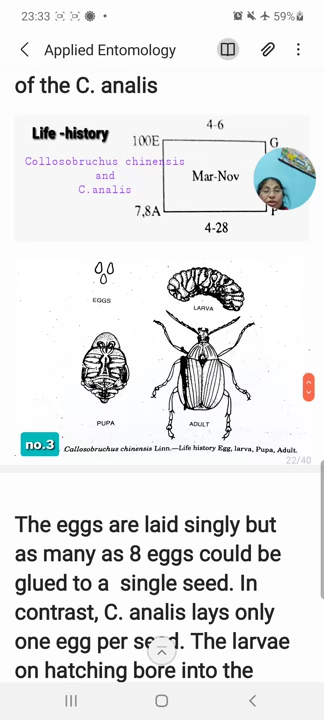 23:33
59%
Applied Entomology
of the C. analis
Life -history
4-6
100E
G
Collosobruchus chinensis
and
C.analis
Mar-Nov
7,8A
P
4-28
EGGS
LARVA
PUPA
ADULT
no.3
Callosobruchus chinensis Linn.—Life history Egg, larva, Pupa, Adult.
22/40
The eggs are laid singly but
as many as 8 eggs could be
glued to a single seed. In
contrast, C. analis lays only
one egg per seed. The larvae
on hatching bore into the